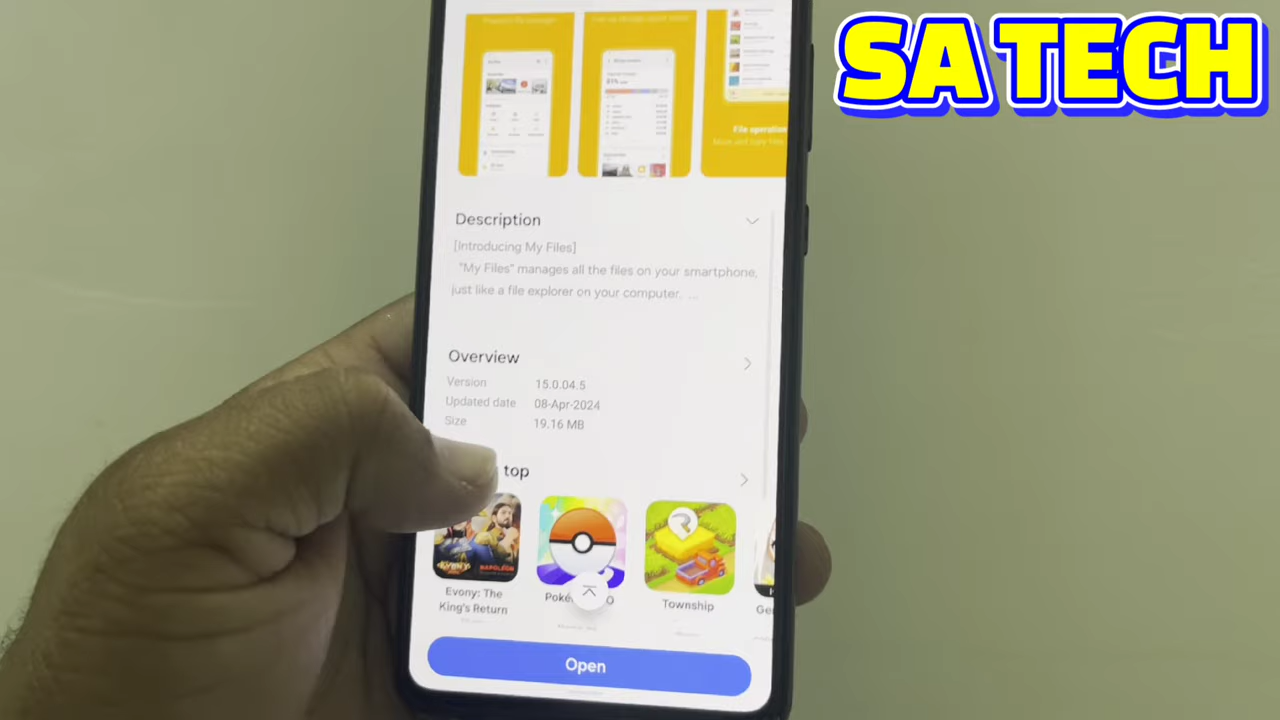 SA TECH
File operation
Description
[Introducing My Files]
"My Files" manages all the files on your smartphone,
just like a file explorer on your computer. ...
Overview
Version 15.0.04.5
Updated date 08-Apr-2024
Size 19.16 MB
top
Evony: The
King's Return
Township
Open